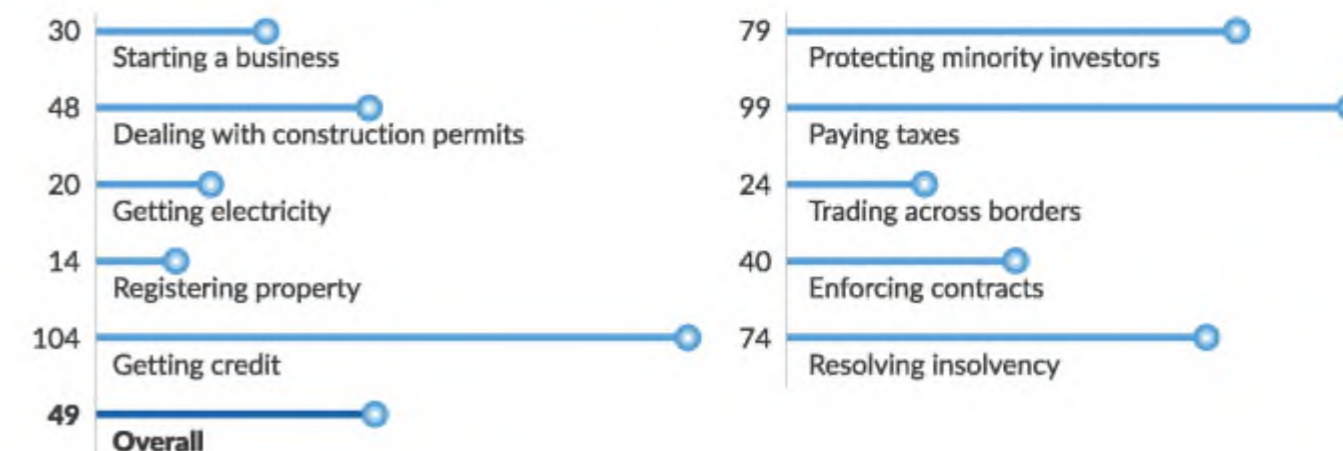 30
Starting a business
48
Dealing with construction permits
20
Getting electricity
14
Registering property
104
Getting credit
49
Overall
79
Protecting minority investors
99
Paying taxes
24
Trading across borders
40
Enforcing contracts
74
Resolving insolvency